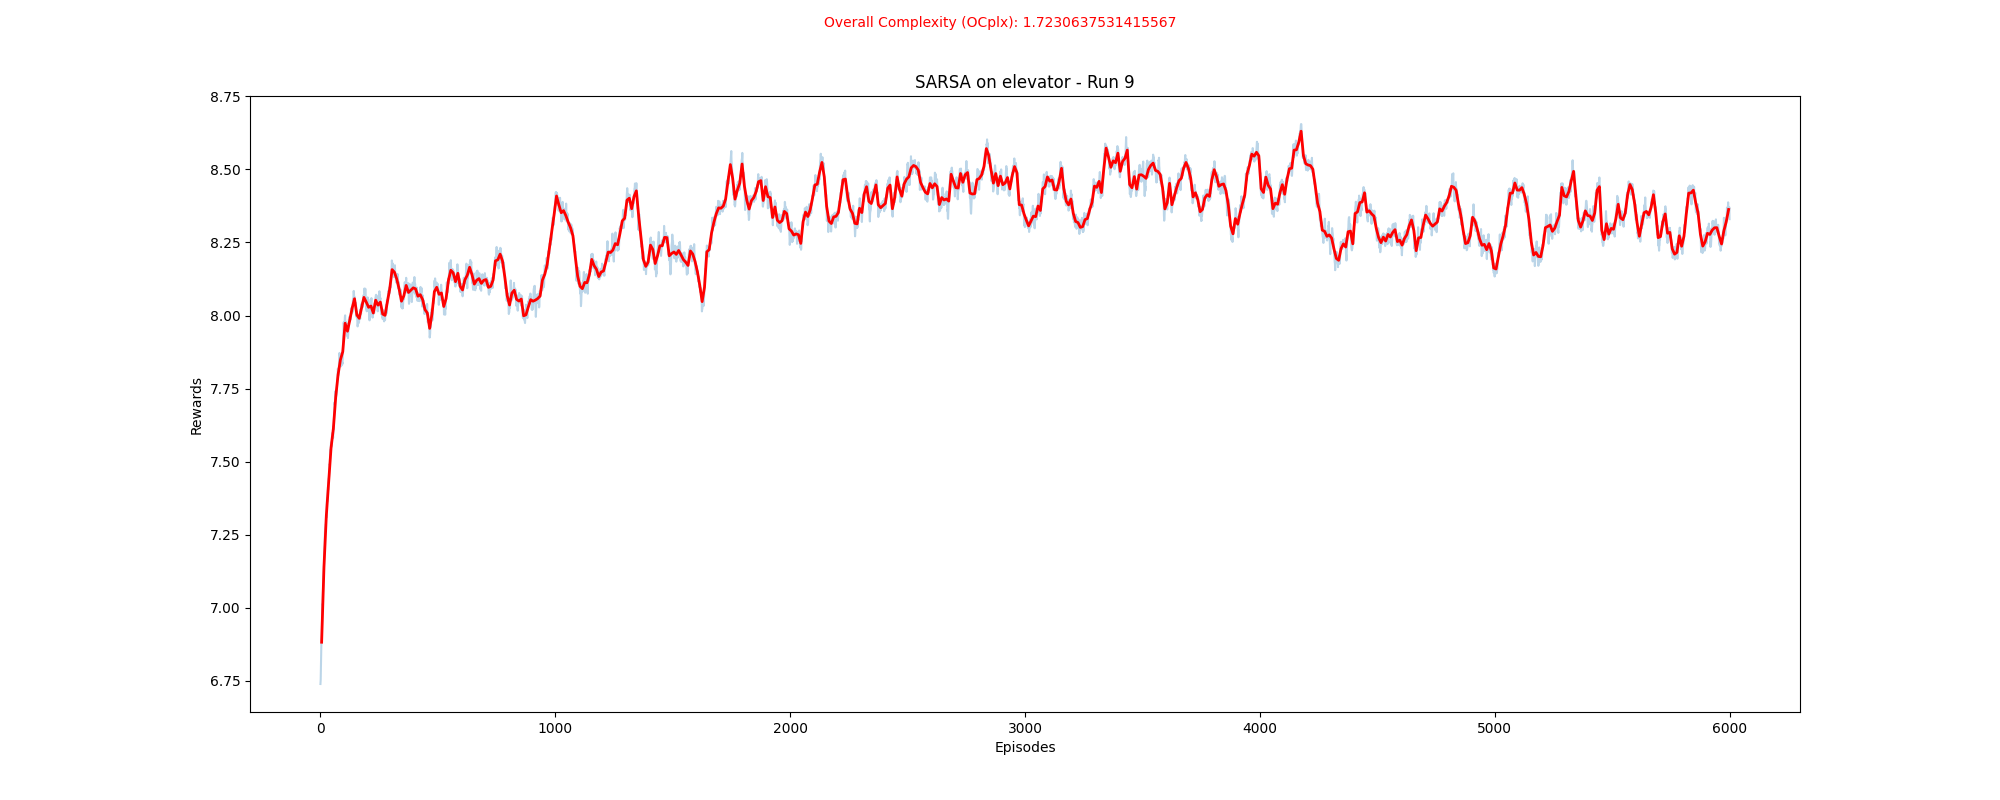 Overall Complexity (OCplx): 1.7230637531415567
SARSA on elevator - Run 9
8.75
8.50
8.25
8.00
7.75
7.50
7.25
7.00
6.75
Rewards
0 1000 2000 3000 4000 5000 6000
Episodes